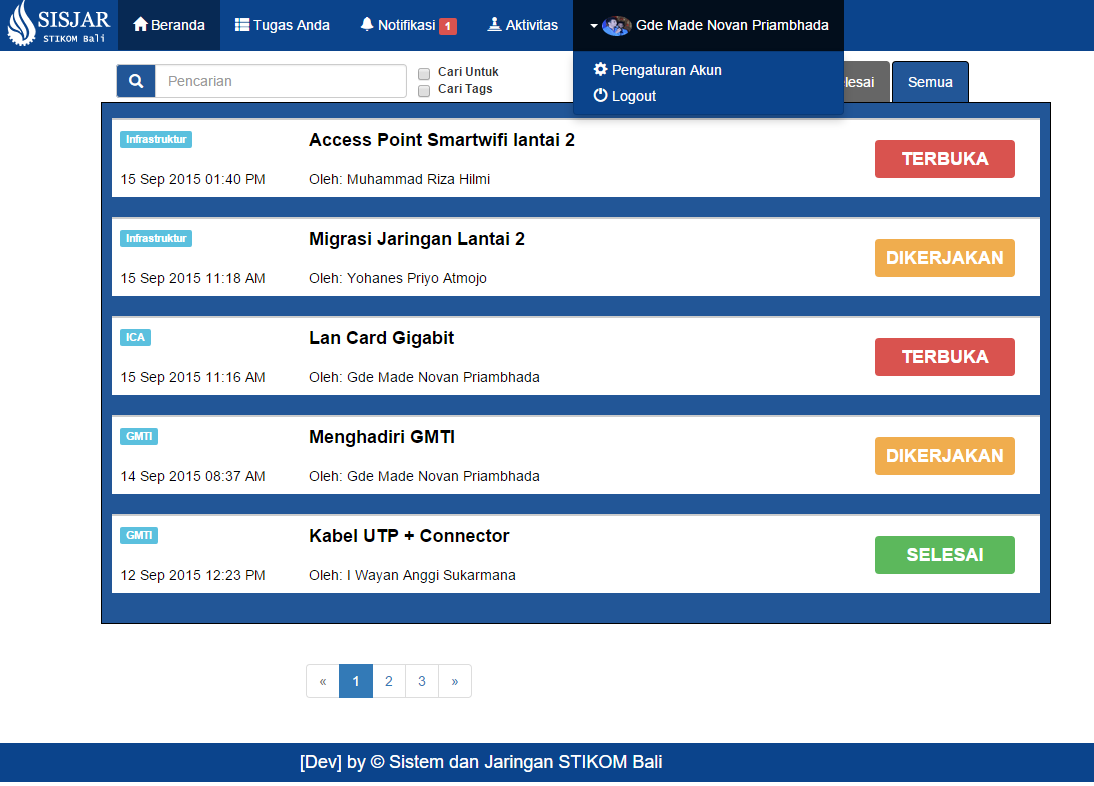 SISJAR
STIKOM Bali
Beranda
Tugas Anda
Notifikasi 1
Aktivitas
Gde Made Novan Priambhada
Pengaturan Akun
Logout
Pencarian
Cari Untuk
Cari Tags
Semua
Infrastruktur
Access Point Smartwifi lantai 2
15 Sep 2015 01:40 PM
Oleh: Muhammad Riza Hilmi
TERBUKA
Infrastruktur
Migrasi Jaringan Lantai 2
15 Sep 2015 11:18 AM
Oleh: Yohanes Priyo Atmojo
DIKERJAKAN
ICA
Lan Card Gigabit
15 Sep 2015 11:16 AM
Oleh: Gde Made Novan Priambhada
TERBUKA
GMTI
Menghadiri GMTI
14 Sep 2015 08:37 AM
Oleh: Gde Made Novan Priambhada
DIKERJAKAN
GMTI
Kabel UTP + Connector
12 Sep 2015 12:23 PM
Oleh: I Wayan Anggi Sukarmana
SELESAI
« 1 2 3 »
[Dev] by © Sistem dan Jaringan STIKOM Bali